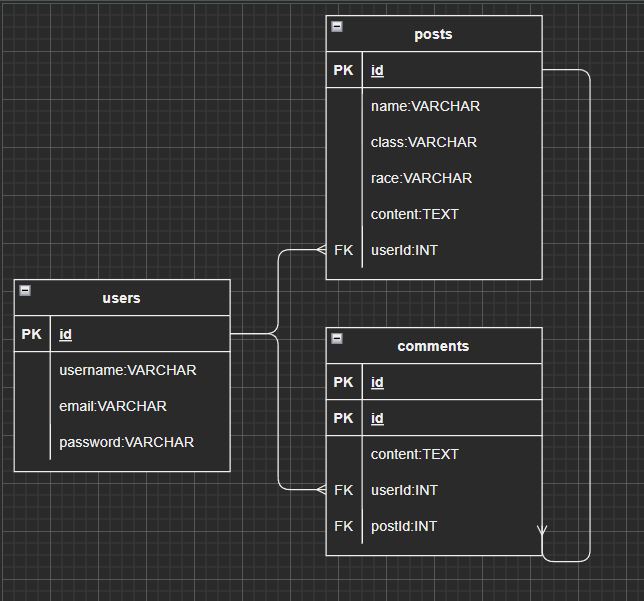 posts
PK id
name:VARCHAR
class:VARCHAR
race:VARCHAR
content:TEXT
FK userId:INT
users
PK id
username:VARCHAR
email:VARCHAR
password:VARCHAR
comments
PK id
PK id
content:TEXT
FK userId:INT
FK postId:INT